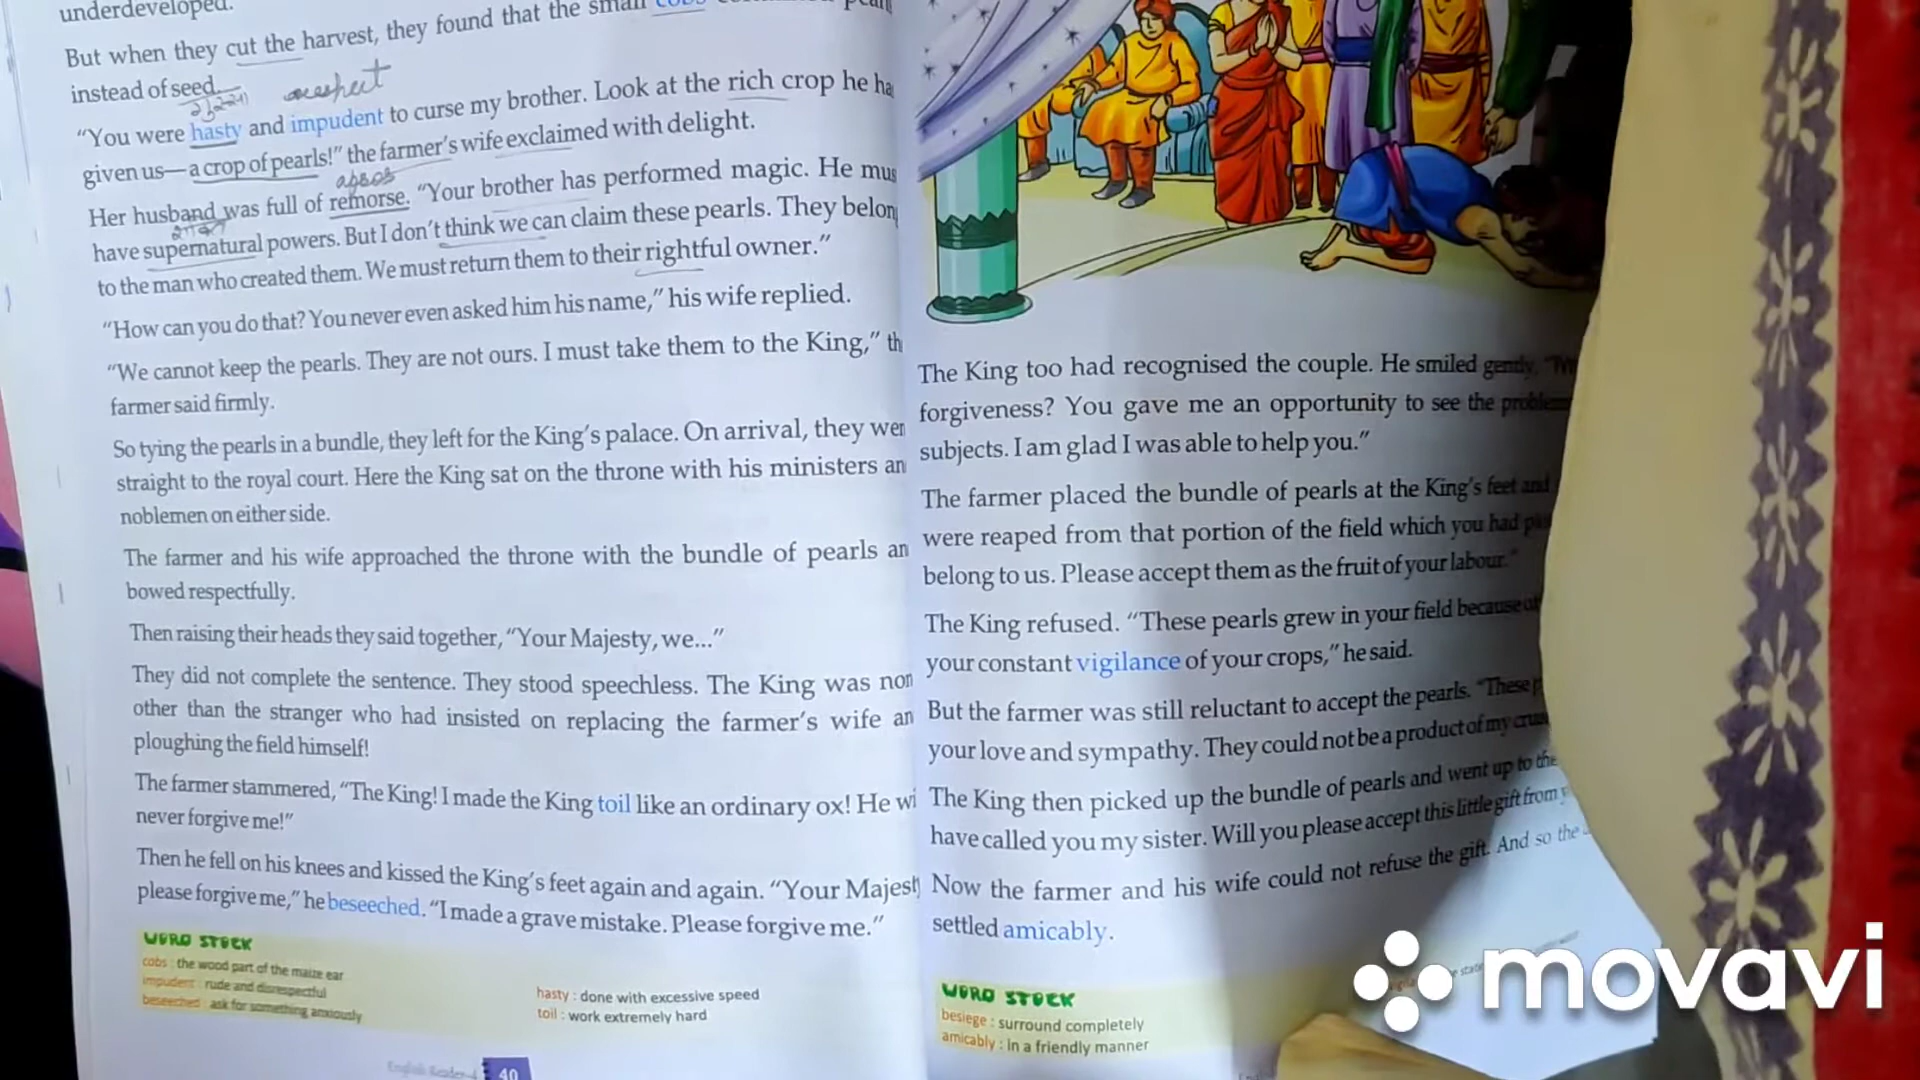 underdeveloped.
But when they cut the harvest, they found that the small cobs
instead of seed.
"You were hasty and impudent to curse my brother. Look at the rich crop he
given us—a crop of pearls!" the farmer's wife exclaimed with delight.
Her husband was full of remorse. "Your brother has performed magic. He
have supernatural powers. But I don't think we can claim these pearls. They
to the man who created them. We must return them to their rightful owner."
"How can you do that? You never even asked him his name," his wife replied.
"We cannot keep the pearls. They are not ours. I must take them to the King,"
farmer said firmly.
So tying the pearls in a bundle, they left for the King's palace. On arrival, they
straight to the royal court. Here the King sat on the throne with his ministers
noblemen on either side.
The farmer and his wife approached the throne with the bundle of pearls
bowed respectfully.
Then raising their heads they said together, "Your Majesty, we..."
They did not complete the sentence. They stood speechless. The King was
other than the stranger who had insisted on replacing the farmer's wife
ploughing the field himself!
The farmer stammered, "The King! I made the King toil like an ordinary ox! He
never forgive me!"
Then he fell on his knees and kissed the King's feet again and again. "Your
please forgive me," he beseeched. "I made a grave mistake. Please forgive me."
WORD STOCK
cobs : the wood part of the maize ear
impudent : rude and disrespectful
beseeched : ask for something anxiously
hasty : done with excessive speed
toil : work extremely hard
English Reader-4 40
The King too had recognised the couple. He smiled gently.
forgiveness? You gave me an opportunity to see the
subjects. I am glad I was able to help you."
The farmer placed the bundle of pearls at the King's feet and
were reaped from that portion of the field which you had
belong to us. Please accept them as the fruit of your labour."
The King refused. "These pearls grew in your field because of
your constant vigilance of your crops," he said.
But the farmer was still reluctant to accept the pearls. "These
your love and sympathy. They could not be a product of my
The King then picked up the bundle of pearls and went up to the
have called you my sister. Will you please accept this little gift from
Now the farmer and his wife could not refuse the gift. And so the
settled amicably.
WORD STOCK
besiege : surround completely
amicably : in a friendly manner
movavi